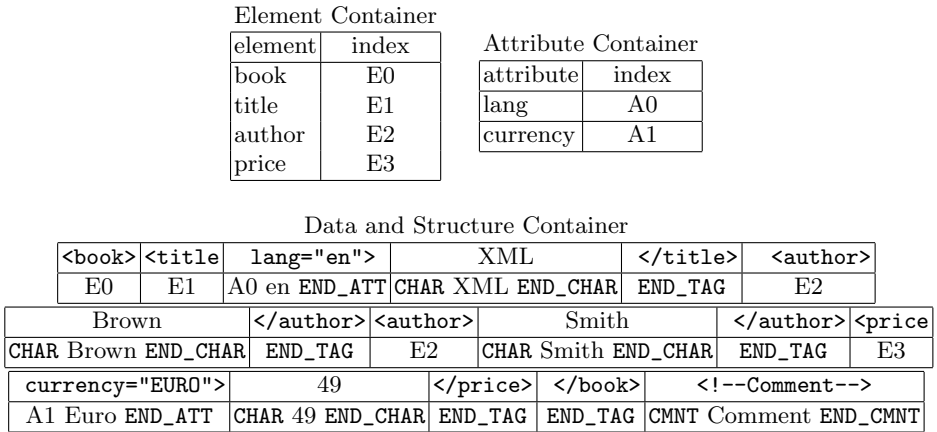 Element Container
element index
book E0
title E1
author E2
price E3
Attribute Container
attribute index
lang A0
currency A1
Data and Structure Container
<book> <title lang="en"> XML </title> <author>
E0 E1 A0 en END_ATT CHAR XML END_CHAR END_TAG E2
Brown </author> <author> Smith </author> <price
CHAR Brown END_CHAR END_TAG E2 CHAR Smith END_CHAR END_TAG E3
currency="EURO"> 49 </price> </book> <!--Comment-->
A1 Euro END_ATT CHAR 49 END_CHAR END_TAG END_TAG CMNT Comment END_CMNT